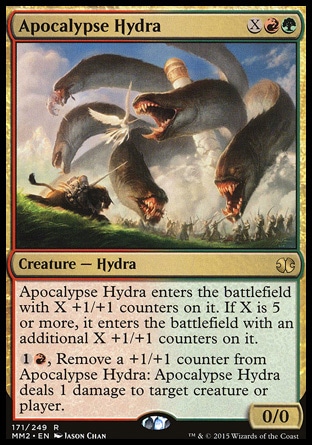 Apocalypse Hydra X
Creature — Hydra
Apocalypse Hydra enters the battlefield
with X +1/+1 counters on it. If X is 5
or more, it enters the battlefield with an
additional X +1/+1 counters on it.
1 , Remove a +1/+1 counter from
Apocalypse Hydra: Apocalypse Hydra
deals 1 damage to target creature or
player.
171/249 R
MM2 • EN Jason Chan
0/0
™ & © 2015 Wizards of the Coast